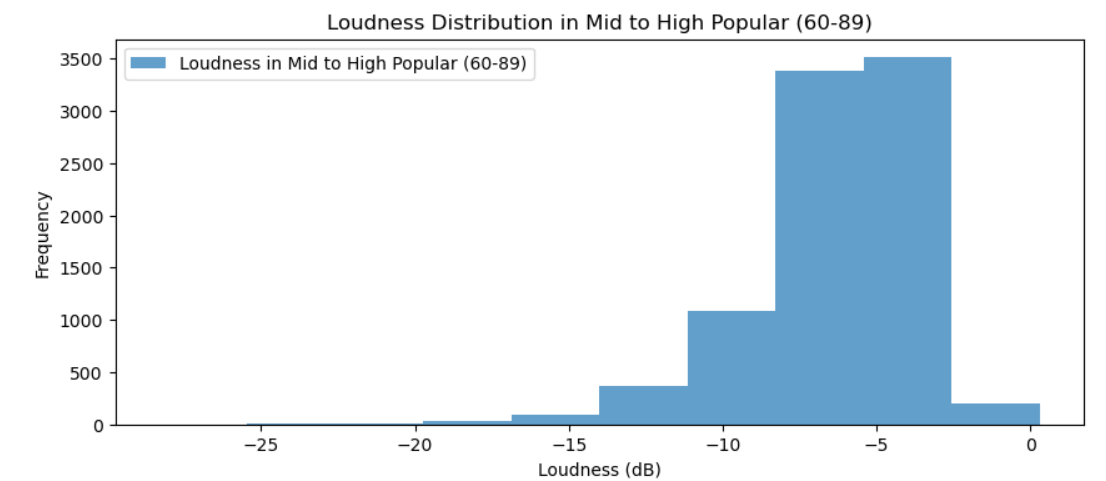 Loudness Distribution in Mid to High Popular (60-89)
Loudness in Mid to High Popular (60-89)
3500
3000
2500
2000
1500
1000
500
0
Frequency
−25 −20 −15 −10 −5 0
Loudness (dB)